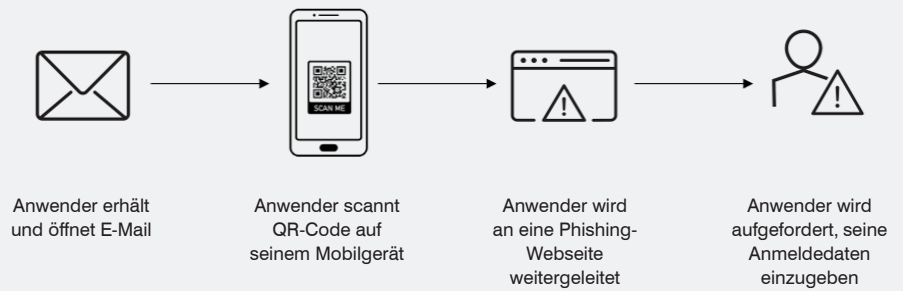 SCAN ME
Anwender erhält
und öffnet E-Mail
Anwender scannt
QR-Code auf
seinem Mobilgerät
Anwender wird
an eine Phishing-
Webseite
weitergeleitet
Anwender wird
aufgefordert, seine
Anmeldedaten
einzugeben